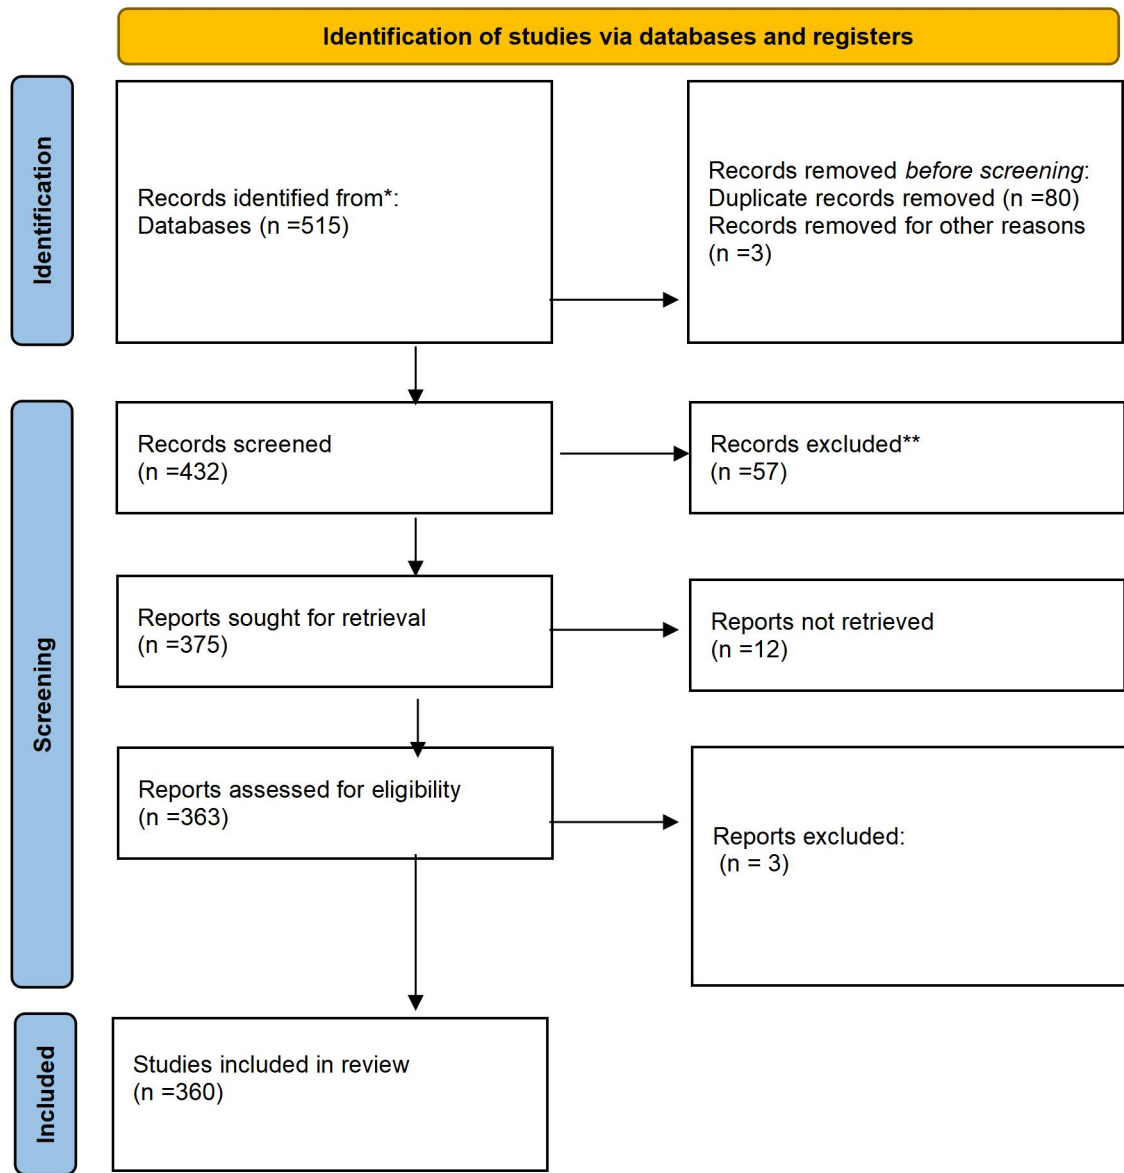 Identification of studies via databases and registers
Identification
Records identified from*:
Databases (n =515)
Records removed before screening:
Duplicate records removed (n =80)
Records removed for other reasons
(n =3)
Screening
Records screened
(n =432)
Records excluded**
(n =57)
Reports sought for retrieval
(n =375)
Reports not retrieved
(n =12)
Reports assessed for eligibility
(n =363)
Reports excluded:
(n = 3)
Included
Studies included in review
(n =360)